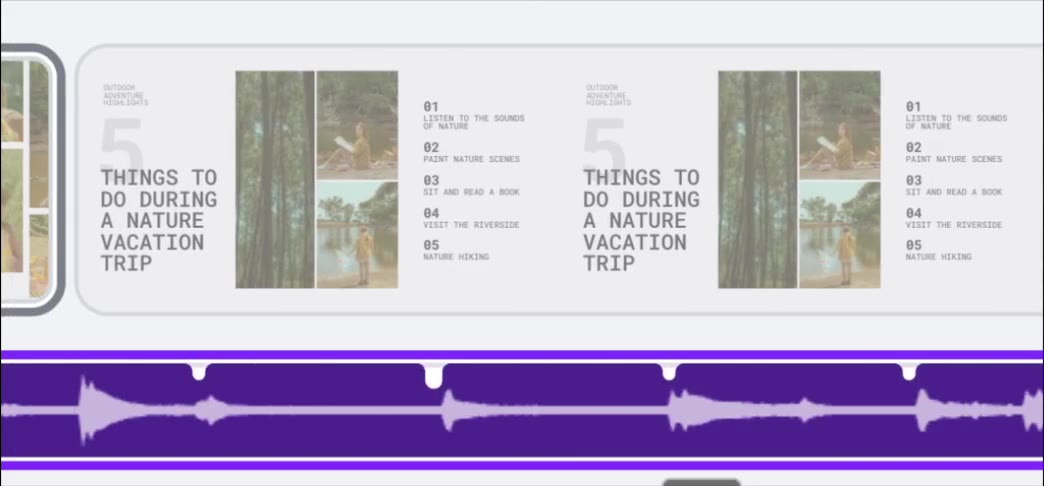 OUTDOOR
ADVENTURE
HIGHLIGHTS
5
THINGS TO
DO DURING
A NATURE
VACATION
TRIP
01
LISTEN TO THE SOUNDS
OF NATURE
02
PAINT NATURE SCENES
03
SIT AND READ A BOOK
04
VISIT THE RIVERSIDE
05
NATURE HIKING
OUTDOOR
ADVENTURE
HIGHLIGHTS
5
THINGS TO
DO DURING
A NATURE
VACATION
TRIP
01
LISTEN TO THE SOUNDS
OF NATURE
02
PAINT NATURE SCENES
03
SIT AND READ A BOOK
04
VISIT THE RIVERSIDE
05
NATURE HIKING